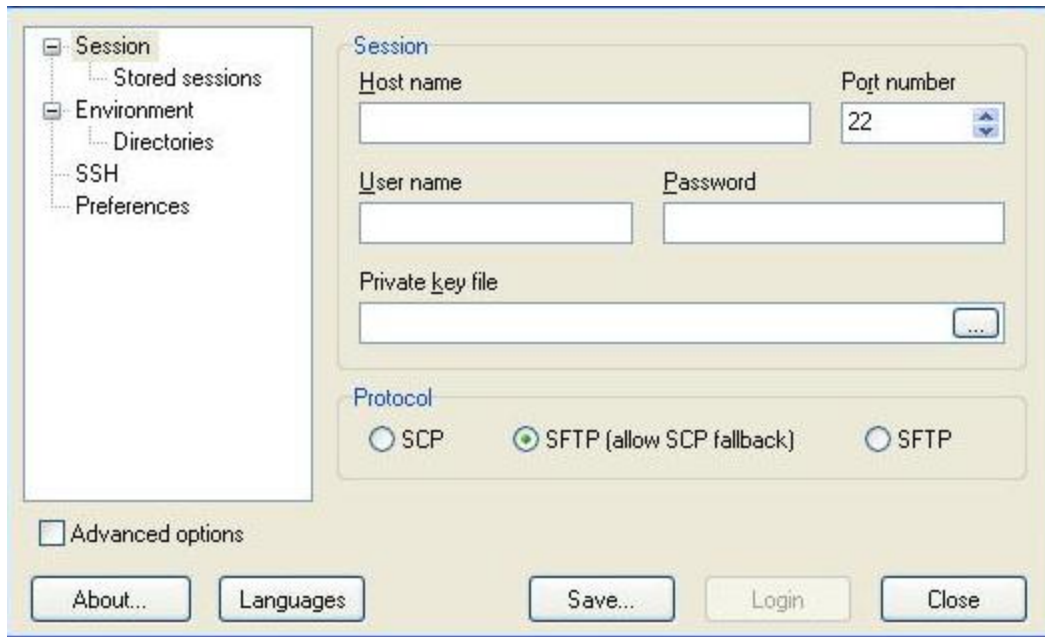 Session
Stored sessions
Environment
Directories
SSH
Preferences
Session
Host name
Port number
22
User name
Password
Private key file
...
Protocol
SCP
SFTP (allow SCP fallback)
SFTP
Advanced options
About...
Languages
Save...
Login
Close